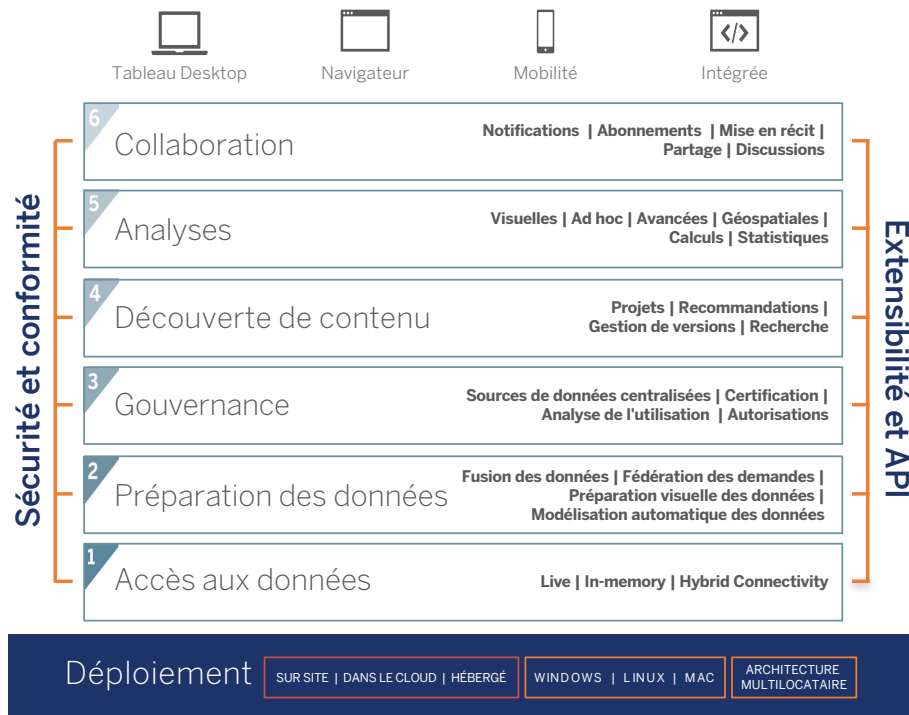 Tableau Desktop
Navigateur
Mobilité
Intégrée
Sécurité et conformité
Extensibilité et API
6
Collaboration
Notifications | Abonnements | Mise en récit |
Partage | Discussions
5
Analyses
Visuelles | Ad hoc | Avancées | Géospatiales |
Calculs | Statistiques
4
Découverte de contenu
Projets | Recommandations |
Gestion de versions | Recherche
3
Gouvernance
Sources de données centralisées | Certification |
Analyse de l'utilisation | Autorisations
2
Préparation des données
Fusion des données | Fédération des demandes |
Préparation visuelle des données |
Modélisation automatique des données
1
Accès aux données
Live | In-memory | Hybrid Connectivity
Déploiement
SUR SITE | DANS LE CLOUD | HÉBERGÉ
WINDOWS | LINUX | MAC
ARCHITECTURE
MULTILOCATAIRE